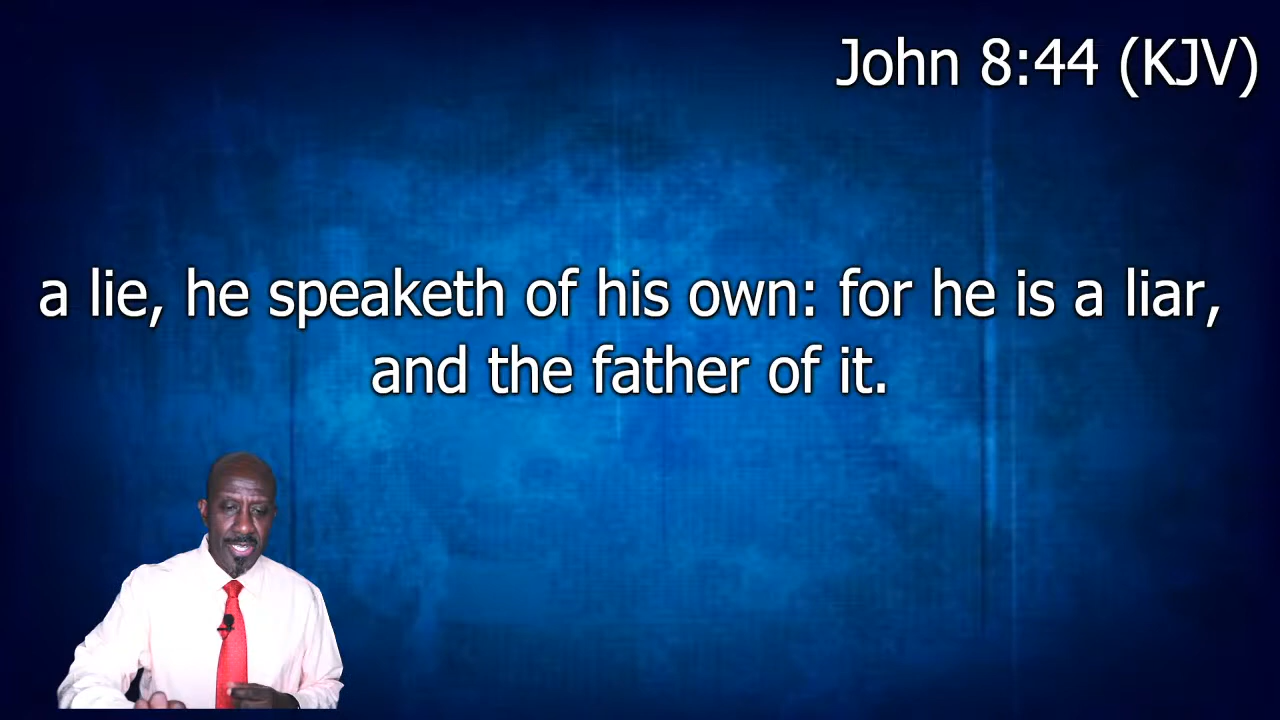 John 8:44 (KJV)
a lie, he speaketh of his own: for he is a liar,
and the father of it.